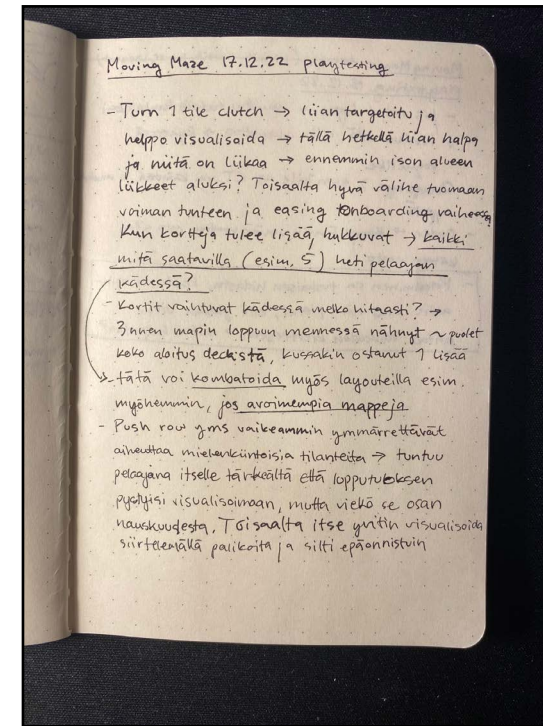 Moving Maze 17.12.22 playtesting
- Turn 1 tile clutch → liian targetoitu ja
helppo visualisoida → tällä hetkellä liian halpa
ja niitä on liikaa → ennemmin ison alueen
liikkeet aluksi? Toisaalta hyvä väline tuomaan
voiman tunteen ja easing onboarding vaiheessa
Kun kortteja tulee lisää, hukkuvat → kaikki
mitä saatavilla (esim. 5) heti pelaajan
kädessä?
- Kortit vaihtuvat kädessä melko hitaasti? →
3nnen mapin loppuun mennessä nähnyt ~ puolet
koko aloitus deckistä, kussakin ostanut 1 lisää
→ tätä voi kombatoida myös layouteilla esim.
myöhemmin, jos avoimempia mappeja
- Push row yms vaikeammin ymmärrettävät
aiheuttaa mielenkiintoisia tilanteita → tuntuu
pelaajana itselle tärkeältä että lopputuloksen
pystyisi visualisoimaan, mutta viekö se osan
hauskuudesta. Toisaalta itse yritin visualisoida
siirtelemällä palikoita ja silti epäonnistuin